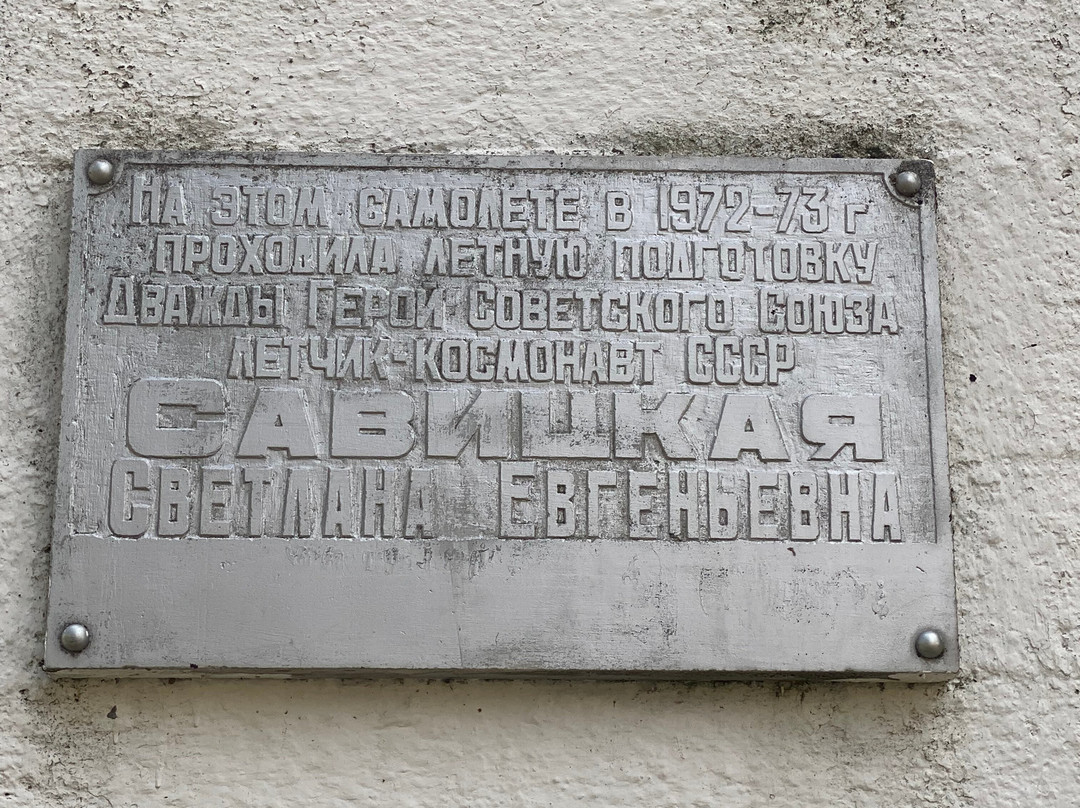 На этом самолете в 1972-73 г
проходила летную подготовку
Дважды Герой Советского Союза
летчик-космонавт СССР
САВИЦКАЯ
Светлана Евгеньевна